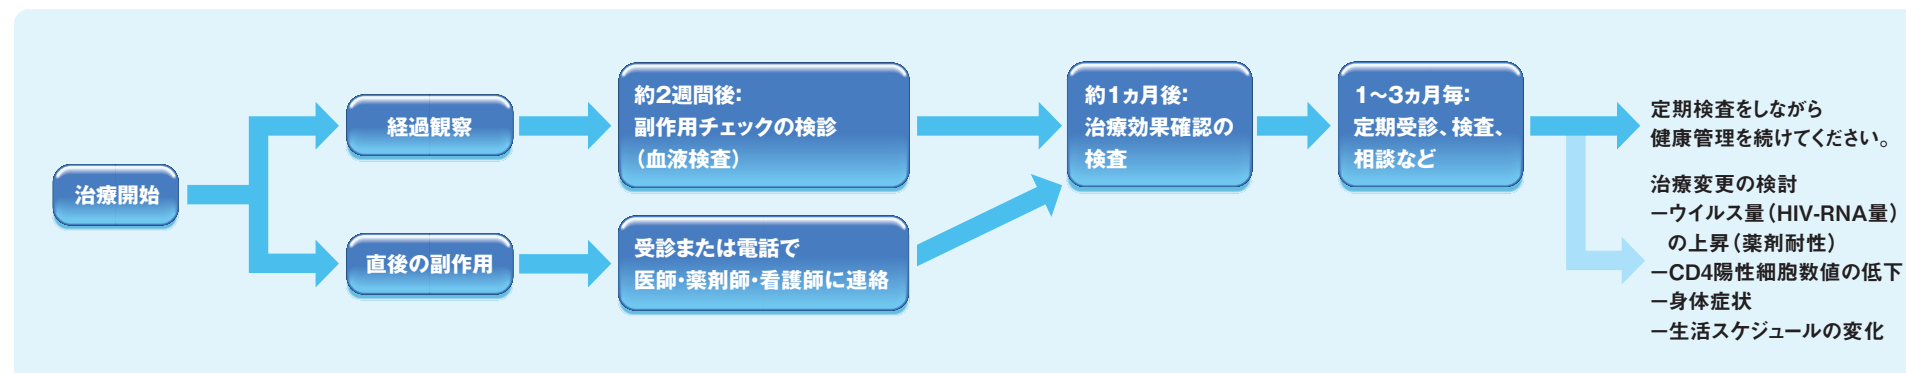 治療開始
経過観察
約2週間後:
副作用チェックの検診
(血液検査)
直後の副作用
受診または電話で
医師・薬剤師・看護師に連絡
約1ヵ月後:
治療効果確認の
検査
1〜3ヵ月毎:
定期受診、検査、
相談など
定期検査をしながら
健康管理を続けてください。
治療変更の検討
−ウイルス量(HIV-RNA量)
の上昇(薬剤耐性)
−CD4陽性細胞数値の低下
−身体症状
−生活スケジュールの変化